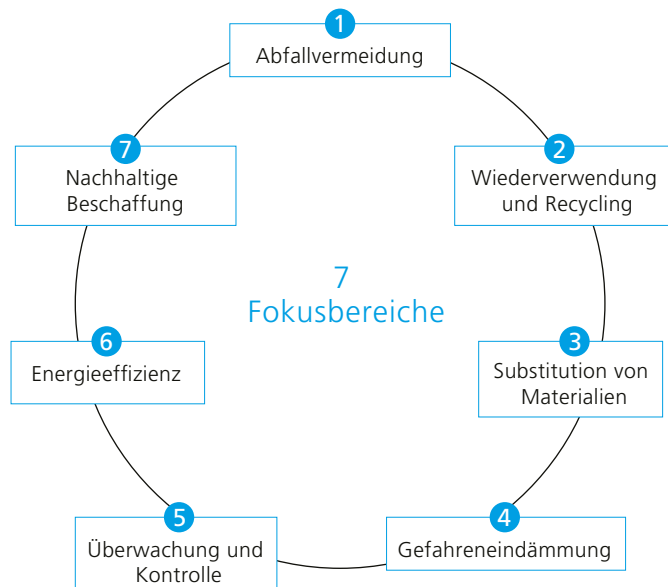 1
Abfallvermeidung
2
Wiederverwendung
und Recycling
3
Substitution von
Materialien
4
Gefahreneindämmung
5
Überwachung und
Kontrolle
6
Energieeffizienz
7
Nachhaltige
Beschaffung
7
Fokusbereiche